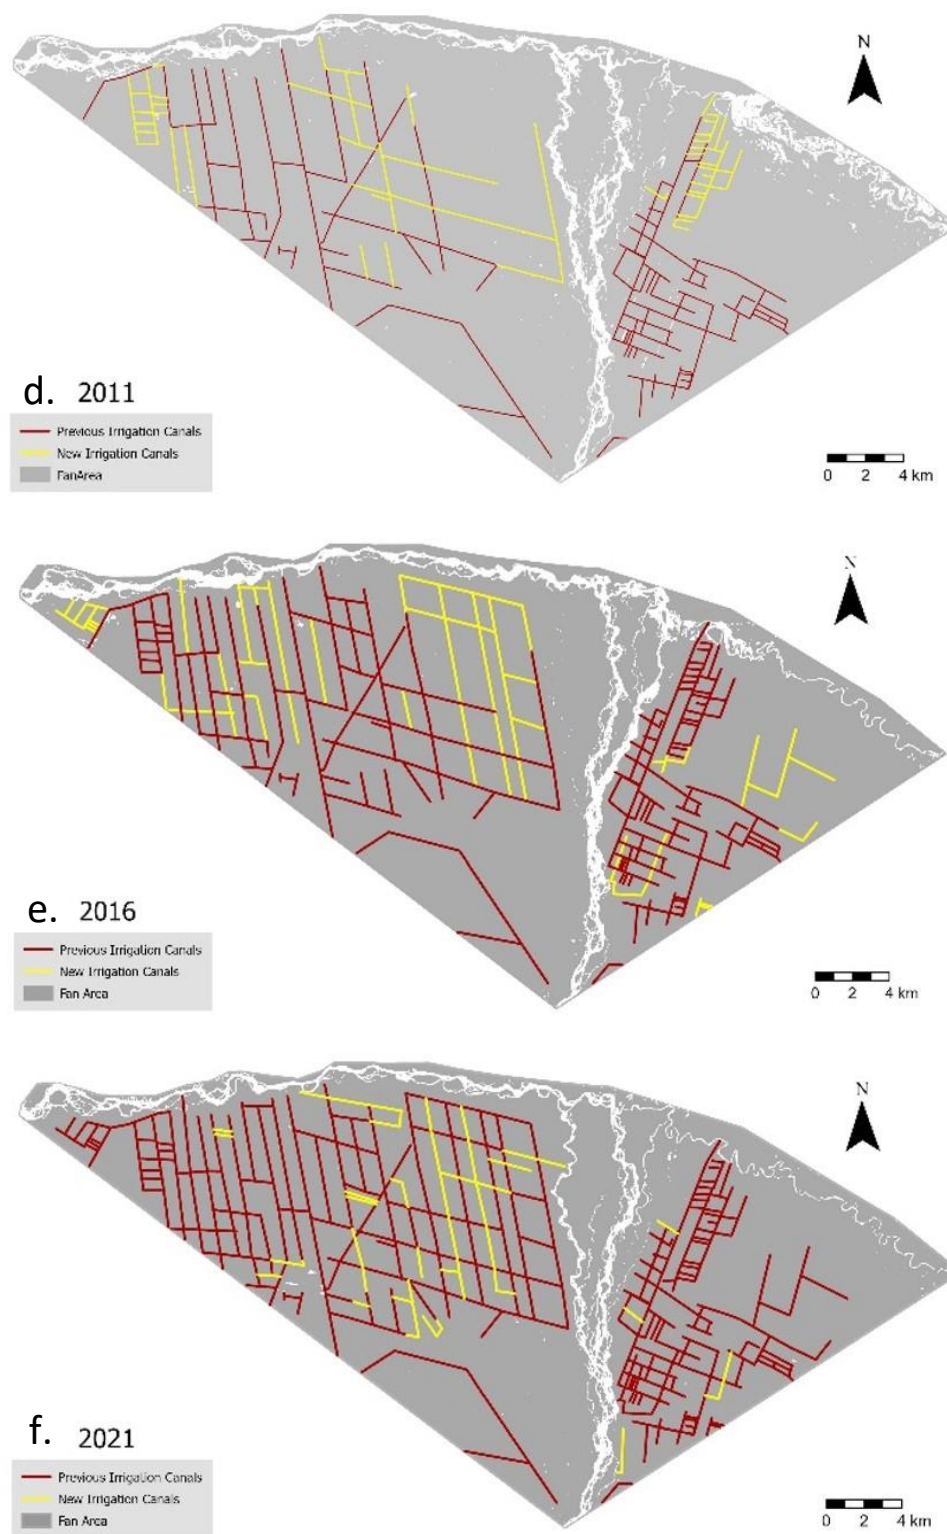 N
d. 2011
Previous Irrigation Canals
New Irrigation Canals
FanArea
0 2 4 km
N
e. 2016
Previous Irrigation Canals
New Irrigation Canals
Fan Area
0 2 4 km
N
f. 2021
Previous Irrigation Canals
New Irrigation Canals
Fan Area
0 2 4 km